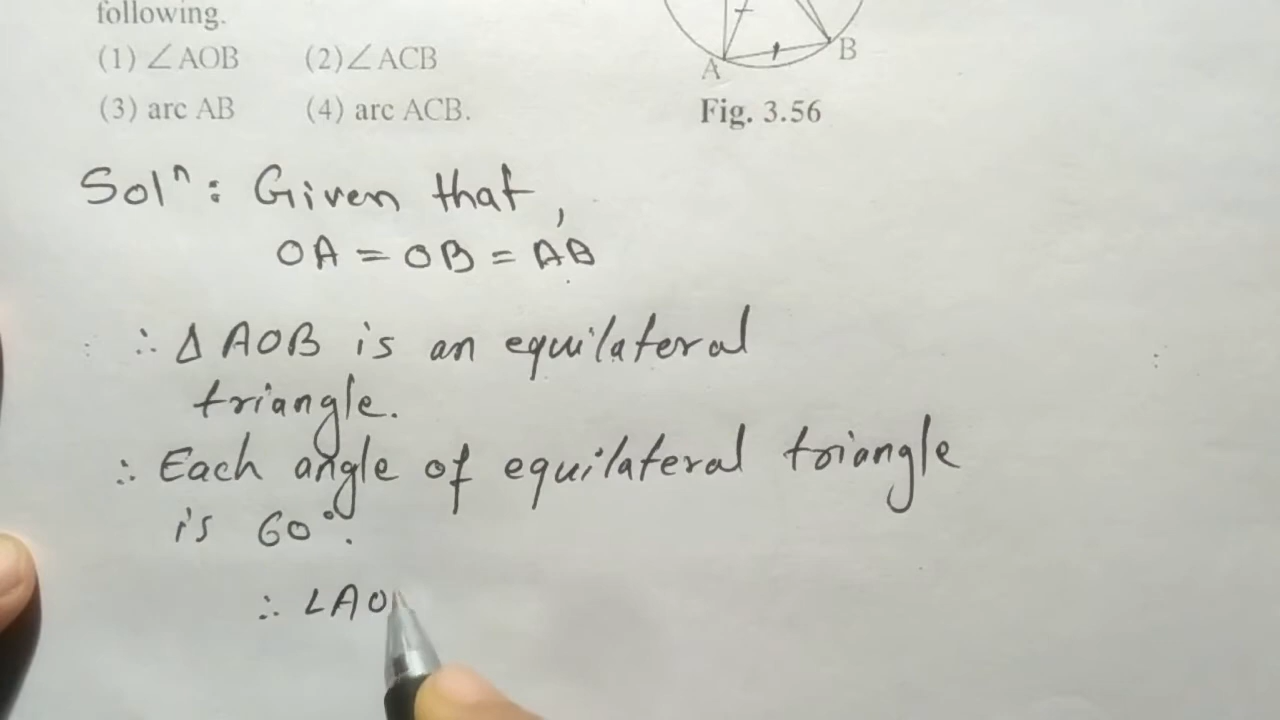 following.
(1) ∠AOB (2)∠ACB
(3) arc AB (4) arc ACB.
A
B
Fig. 3.56
Solⁿ: Given that,
OA = OB = AB
∴ Δ AOB is an equilateral
triangle.
∴ Each angle of equilateral triangle
is 60°.
∴ ∠AO